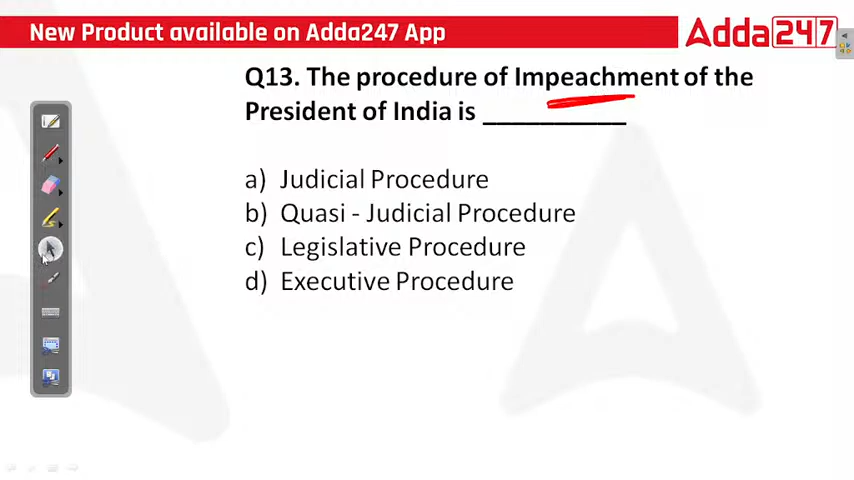 New Product available on Adda247 App
Adda247
Q13. The procedure of Impeachment of the
President of India is ____________
a) Judicial Procedure
b) Quasi - Judicial Procedure
c) Legislative Procedure
d) Executive Procedure